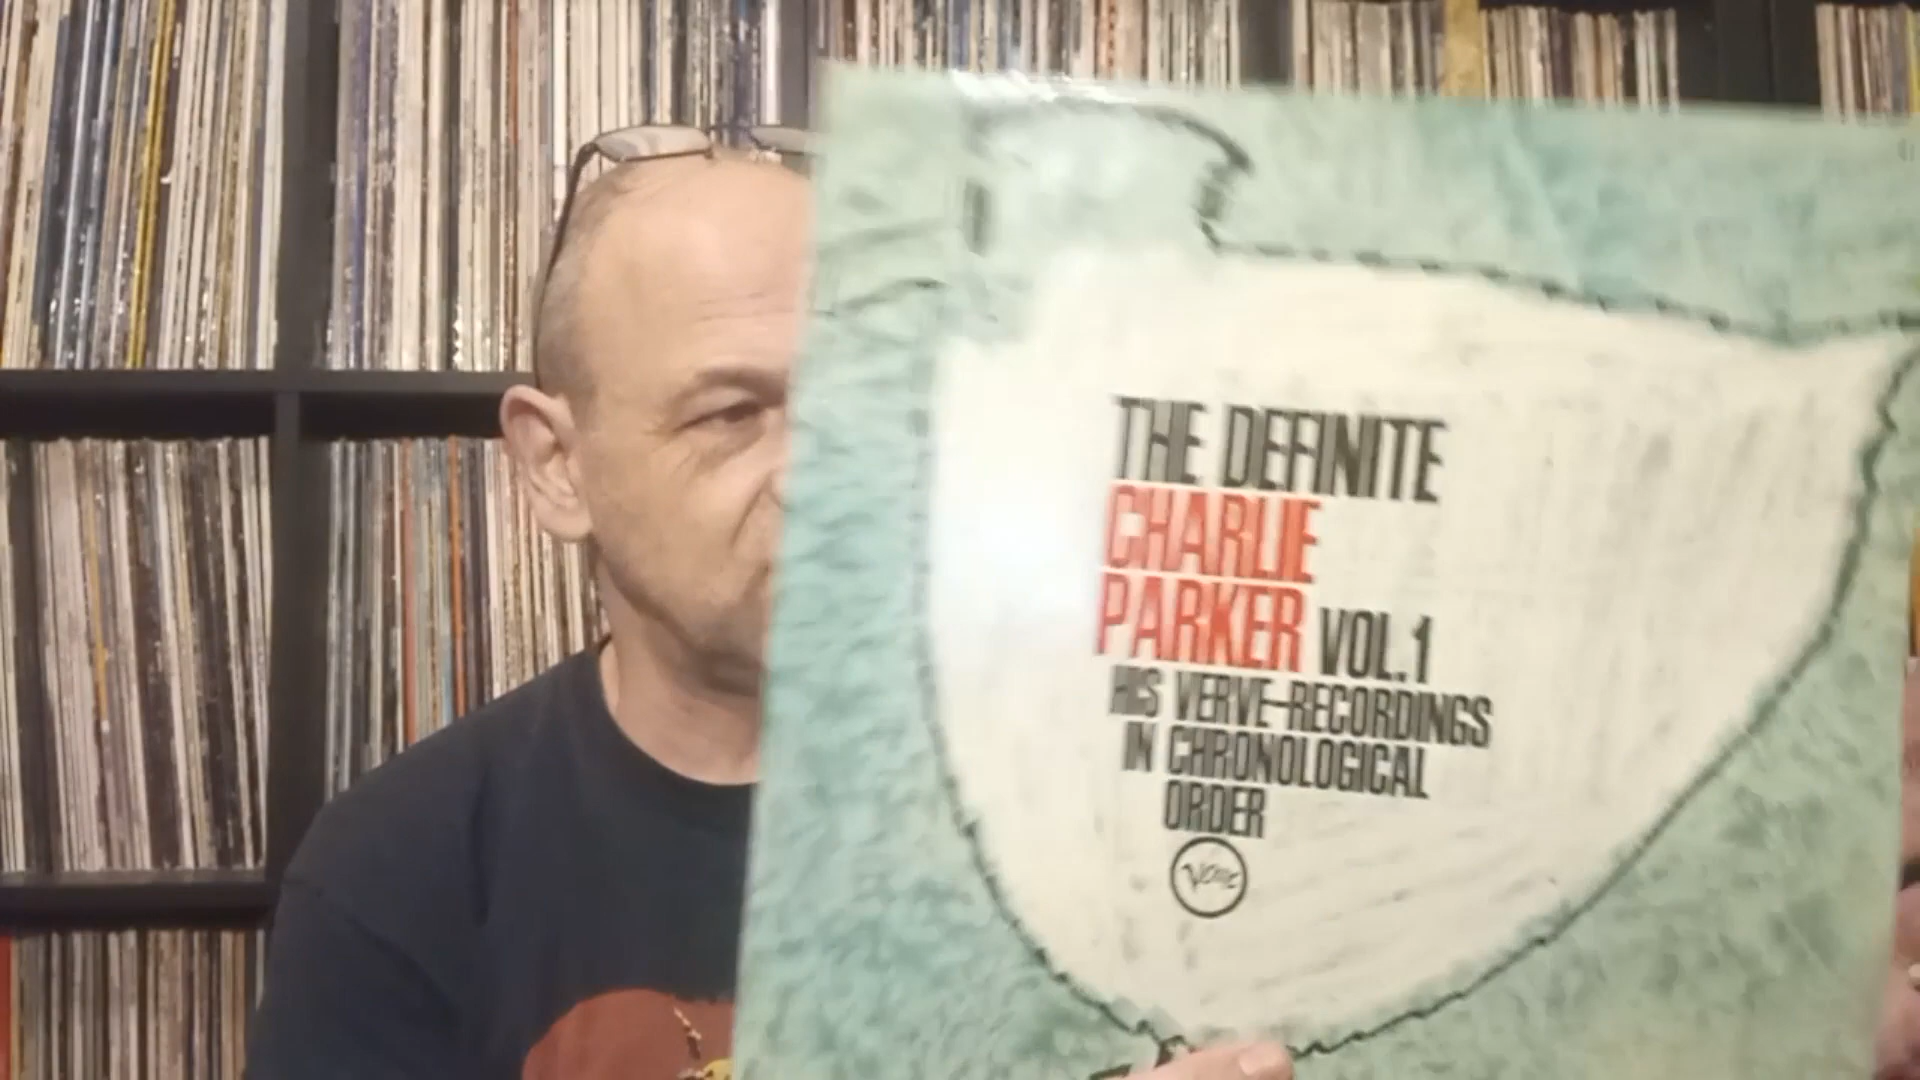 THE DEFINITE
CHARLIE
PARKER VOL.1
HIS VERVE-RECORDINGS
IN CHRONOLOGICAL
ORDER
Verve